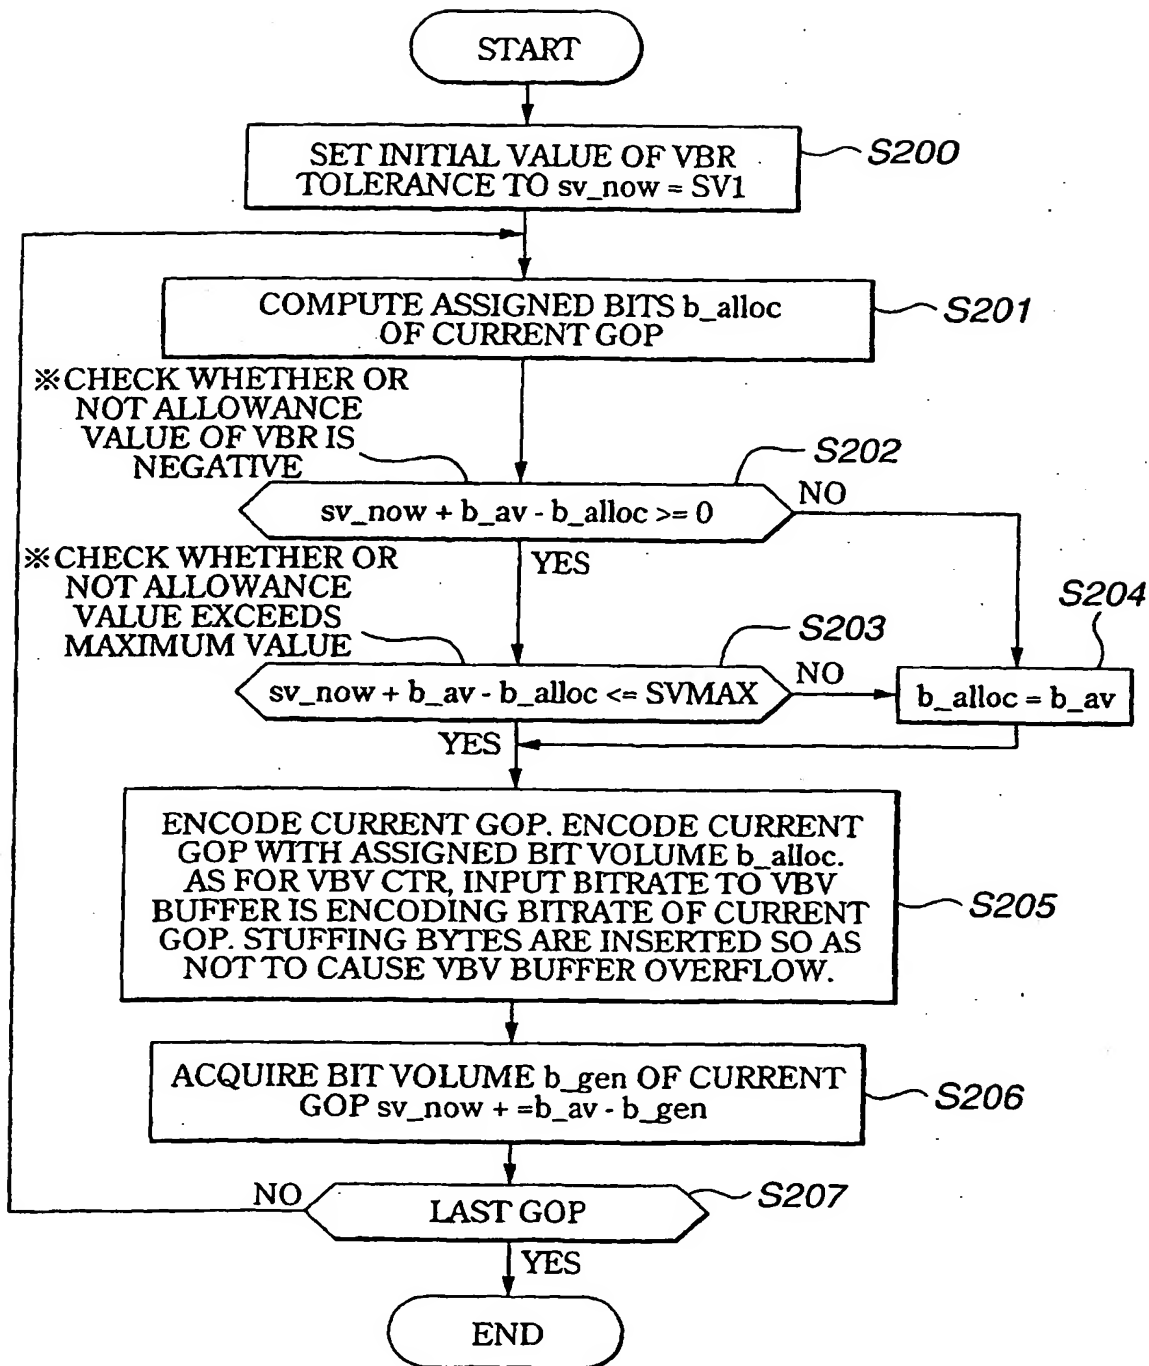 START
SET INITIAL VALUE OF VBR
TOLERANCE TO sv_now = SV1
S200
COMPUTE ASSIGNED BITS b_alloc
OF CURRENT GOP
S201
※CHECK WHETHER OR
NOT ALLOWANCE
VALUE OF VBR IS
NEGATIVE
S202
sv_now + b_av - b_alloc >= 0
NO
YES
※CHECK WHETHER OR
NOT ALLOWANCE
VALUE EXCEEDS
MAXIMUM VALUE
S203
sv_now + b_av - b_alloc <= SVMAX
NO
S204
b_alloc = b_av
YES
ENCODE CURRENT GOP. ENCODE CURRENT
GOP WITH ASSIGNED BIT VOLUME b_alloc.
AS FOR VBV CTR, INPUT BITRATE TO VBV
BUFFER IS ENCODING BITRATE OF CURRENT
GOP. STUFFING BYTES ARE INSERTED SO AS
NOT TO CAUSE VBV BUFFER OVERFLOW.
S205
ACQUIRE BIT VOLUME b_gen OF CURRENT
GOP sv_now + =b_av - b_gen
S206
NO
LAST GOP
S207
YES
END